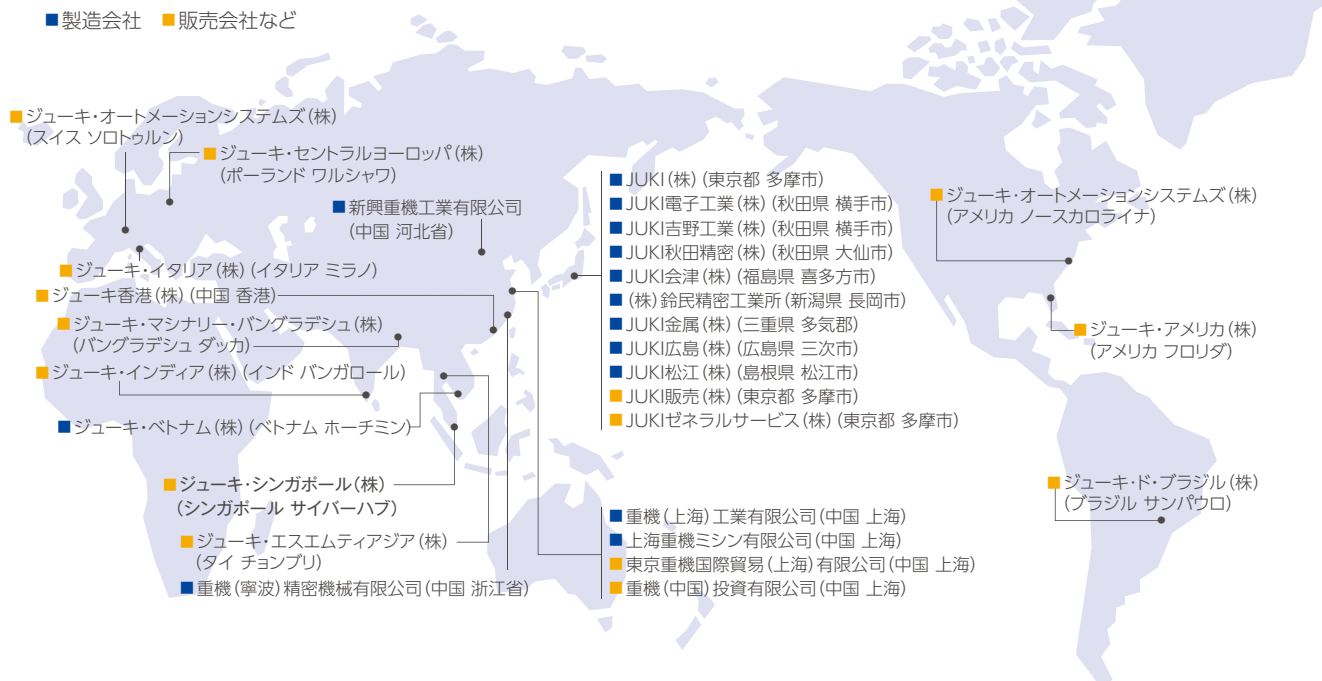 ■製造会社 ■販売会社など
■ジューキ・オートメーションシステムズ(株)
(スイス ソロトゥルン)
■ジューキ・セントラルヨーロッパ(株)
(ポーランド ワルシャワ)
■新興重機工業有限公司
(中国 河北省)
■ジューキ・イタリア(株)(イタリア ミラノ)
■ジューキ香港(株)(中国 香港)
■ジューキ・マシナリー・バングラデシュ(株)
(バングラデシュ ダッカ)
■ジューキ・インディア(株)(インド バンガロール)
■ジューキ・ベトナム(株)(ベトナム ホーチミン)
■ジューキ・シンガポール(株)
(シンガポール サイバーハブ)
■ジューキ・エスエムティアジア(株)
(タイ チョンブリ)
■重機(寧波)精密機械有限公司(中国 浙江省)
■JUKI(株)(東京都 多摩市)
■JUKI電子工業(株)(秋田県 横手市)
■JUKI吉野工業(株)(秋田県 横手市)
■JUKI秋田精密(株)(秋田県 大仙市)
■JUKI会津(株)(福島県 喜多方市)
■(株)鈴民精密工業所(新潟県 長岡市)
■JUKI金属(株)(三重県 多気郡)
■JUKI広島(株)(広島県 三次市)
■JUKI松江(株)(島根県 松江市)
■JUKI販売(株)(東京都 多摩市)
■JUKIゼネラルサービス(株)(東京都 多摩市)
■重機(上海)工業有限公司(中国 上海)
■上海重機ミシン有限公司(中国 上海)
■東京重機国際貿易(上海)有限公司(中国 上海)
■重機(中国)投資有限公司(中国 上海)
■ジューキ・オートメーションシステムズ(株)
(アメリカ ノースカロライナ)
■ジューキ・アメリカ(株)
(アメリカ フロリダ)
■ジューキ・ド・ブラジル(株)
(ブラジル サンパウロ)